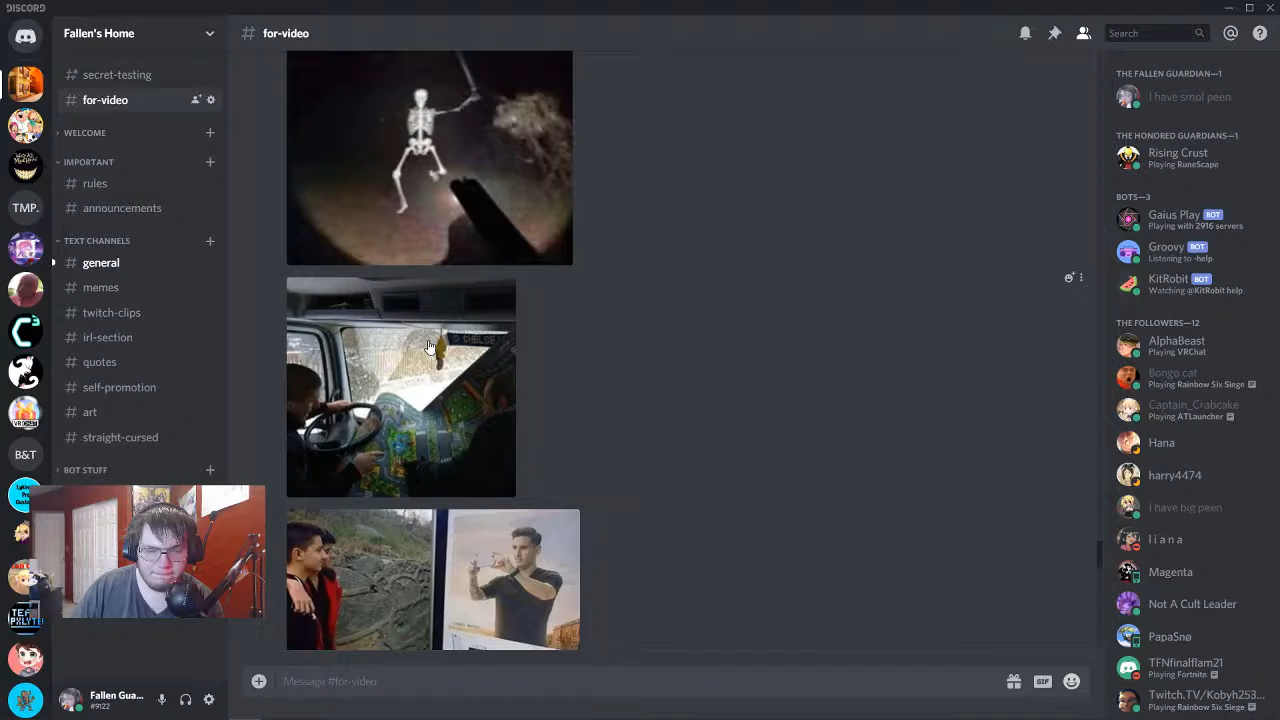 DISCORD
Fallen's Home
secret-testing
for-video
WELCOME
IMPORTANT
rules
announcements
TEXT CHANNELS
general
memes
twitch-clips
irl-section
quotes
self-promotion
art
straight-cursed
BOT STUFF
TMP.
B&T
Fallen Gua...
#9122
for-video
CHELSE
Message #for-video
GIF
Search
THE FALLEN GUARDIAN—1
I have smol peen
THE HONORED GUARDIANS—1
Rising Crust
Playing RuneScape
BOTS—3
Gaius Play BOT
Playing with 2916 servers
Groovy BOT
Listening to -help
KitRobit BOT
Watching @KitRobit help
THE FOLLOWERS—12
AlphaBeast
Playing VRChat
Bongo cat
Playing Rainbow Six Siege
Captain_Crabcake
Playing ATLauncher
Hana
harry4474
I have big peen
l i a n a
Magenta
Not A Cult Leader
PapaSnø
TFNfinalflam21
Playing Fortnite
Twitch.TV/Kobyh253...
Playing Rainbow Six Siege